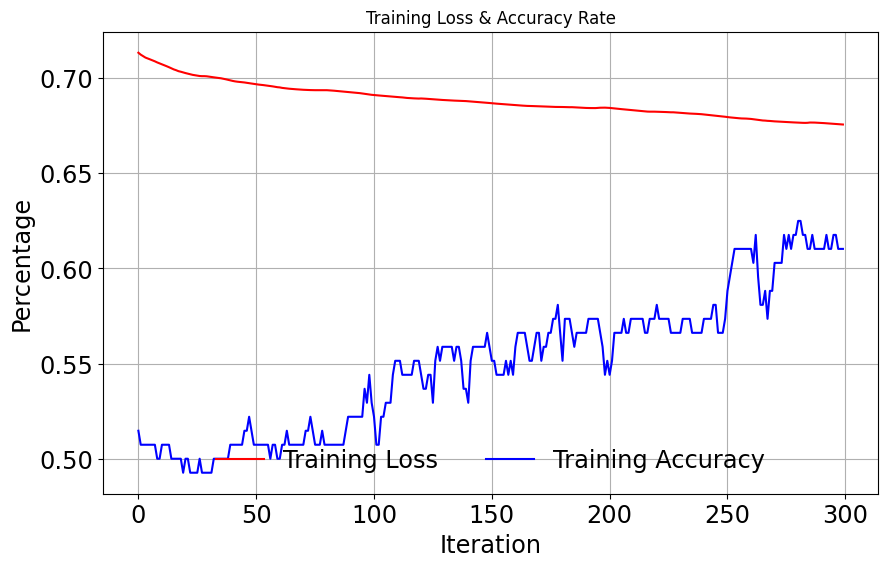 Training Loss & Accuracy Rate
0.70
0.65
0.60
0.55
0.50
Percentage
Training Loss Training Accuracy
0 50 100 150 200 250 300
Iteration